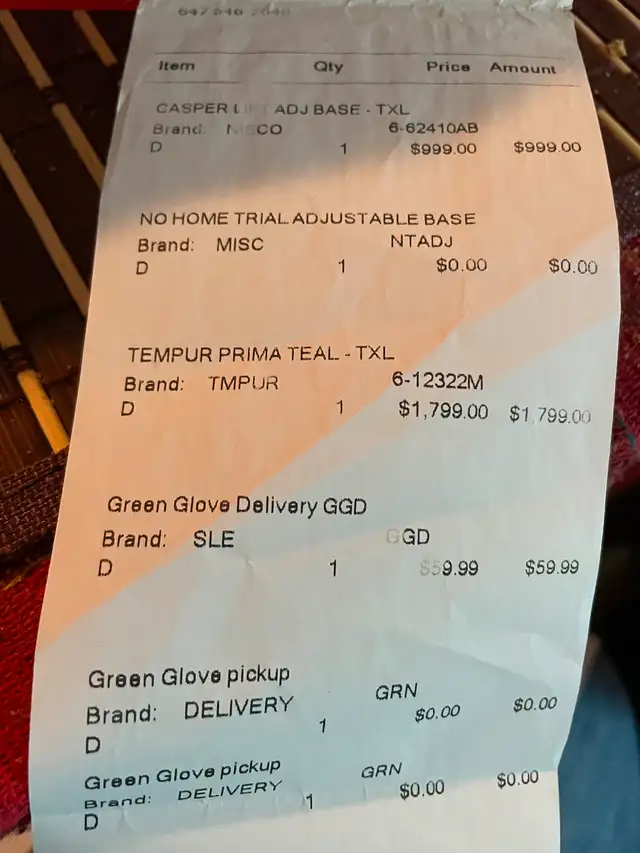 Item Qty Price Amount
CASPER ADJ BASE - TXL
Brand: 6-62410AB
D 1 $999.00 $999.00
NO HOME TRIAL ADJUSTABLE BASE
Brand: MISC NTADJ
D 1 $0.00 $0.00
TEMPUR PRIMA TEAL - TXL
Brand: TMPUR 6-12322M
D 1 $1,799.00 $1,799.00
Green Glove Delivery GGD
Brand: SLE GGD
D 1 $59.99 $59.99
Green Glove pickup
Brand: DELIVERY GRN
D 1 $0.00 $0.00
Green Glove pickup
Brand: DELIVERY GRN
D 1 $0.00 $0.00